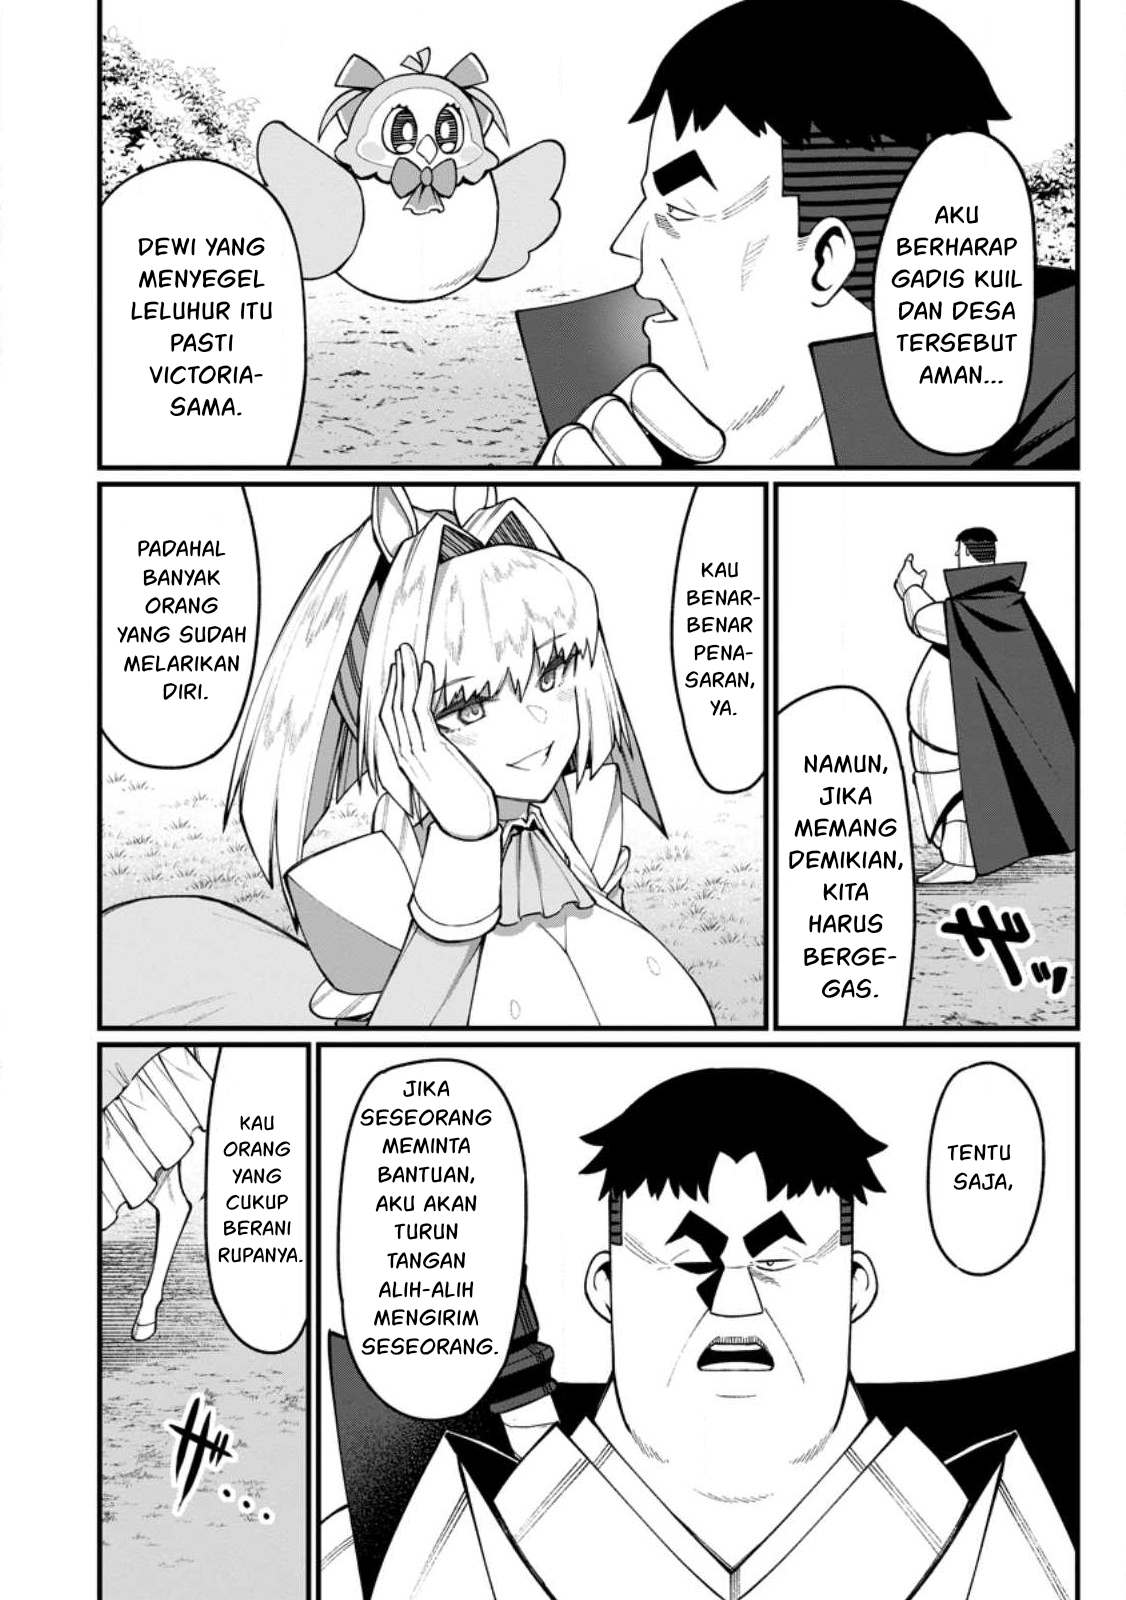 AKU
BERHARAP
GADIS KUIL
DAN DESA
TERSEBUT
AMAN...
DEWI YANG
MENYEGEL
LELUHUR ITU
PASTI
VICTORIA-
SAMA.
NAMUN,
JIKA
MEMANG
DEMIKIAN,
KITA
HARUS
BERGE-
GAS.
ギッ
KAU
BENAR-
BENAR
PENA-
SARAN,
YA.
PADAHAL
BANYAK
ORANG
YANG SUDAH
MELARIKAN
DIRI.
TENTU
SAJA,
JIKA
SESEORANG
MEMINTA
BANTUAN,
AKU AKAN
TURUN
TANGAN
ALIH-ALIH
MENGIRIM
SESEORANG.
KAU
ORANG
YANG
CUKUP
BERANI
RUPANYA.